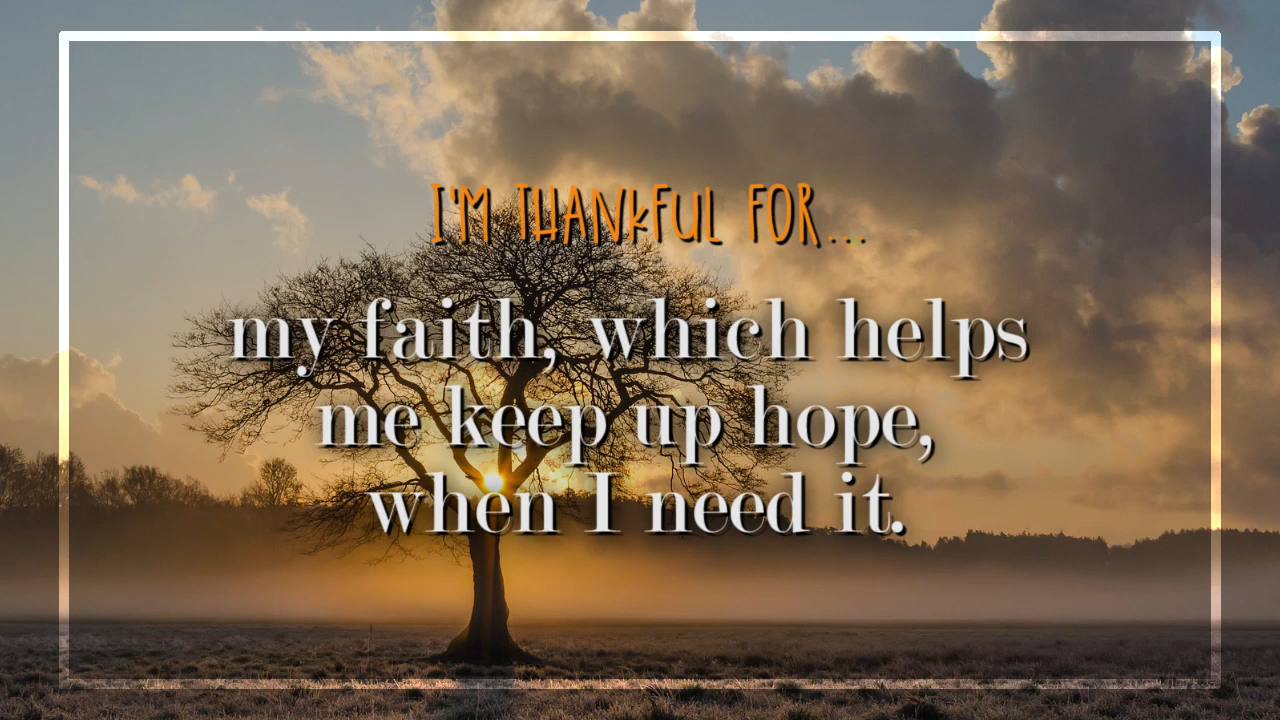 I'M THANKFUL FOR...
my faith, which helps
me keep up hope,
when I need it.